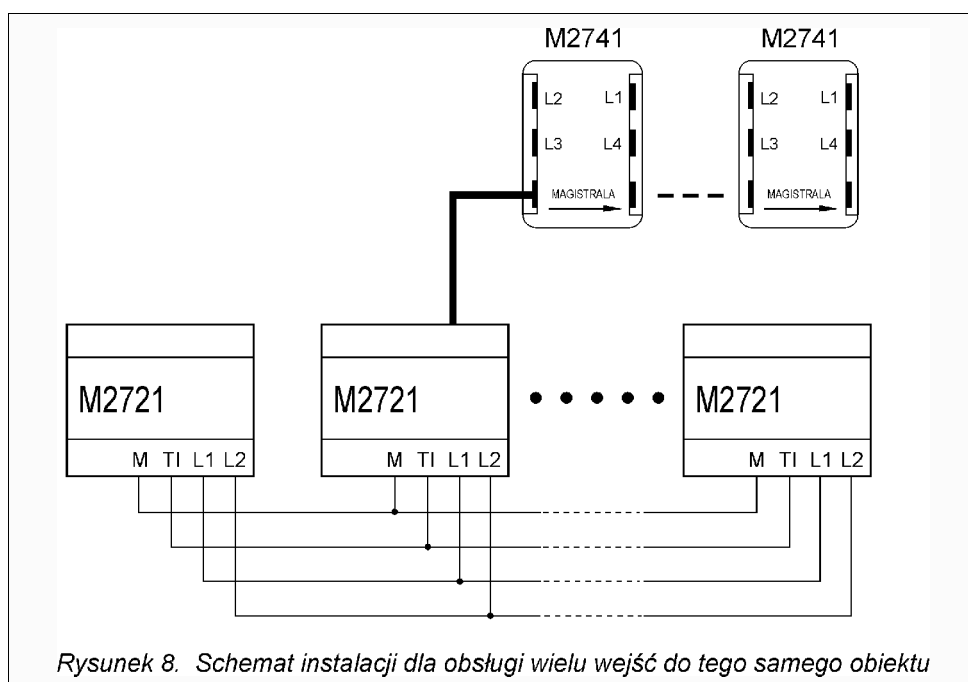 M2741 M2741
L2 L1 L2 L1
L3 L4 L3 L4
MAGISTRALA MAGISTRALA
M2721 M2721 M2721
M TI L1 L2 M TI L1 L2 M TI L1 L2
Rysunek 8. Schemat instalacji dla obsługi wielu wejść do tego samego obiektu